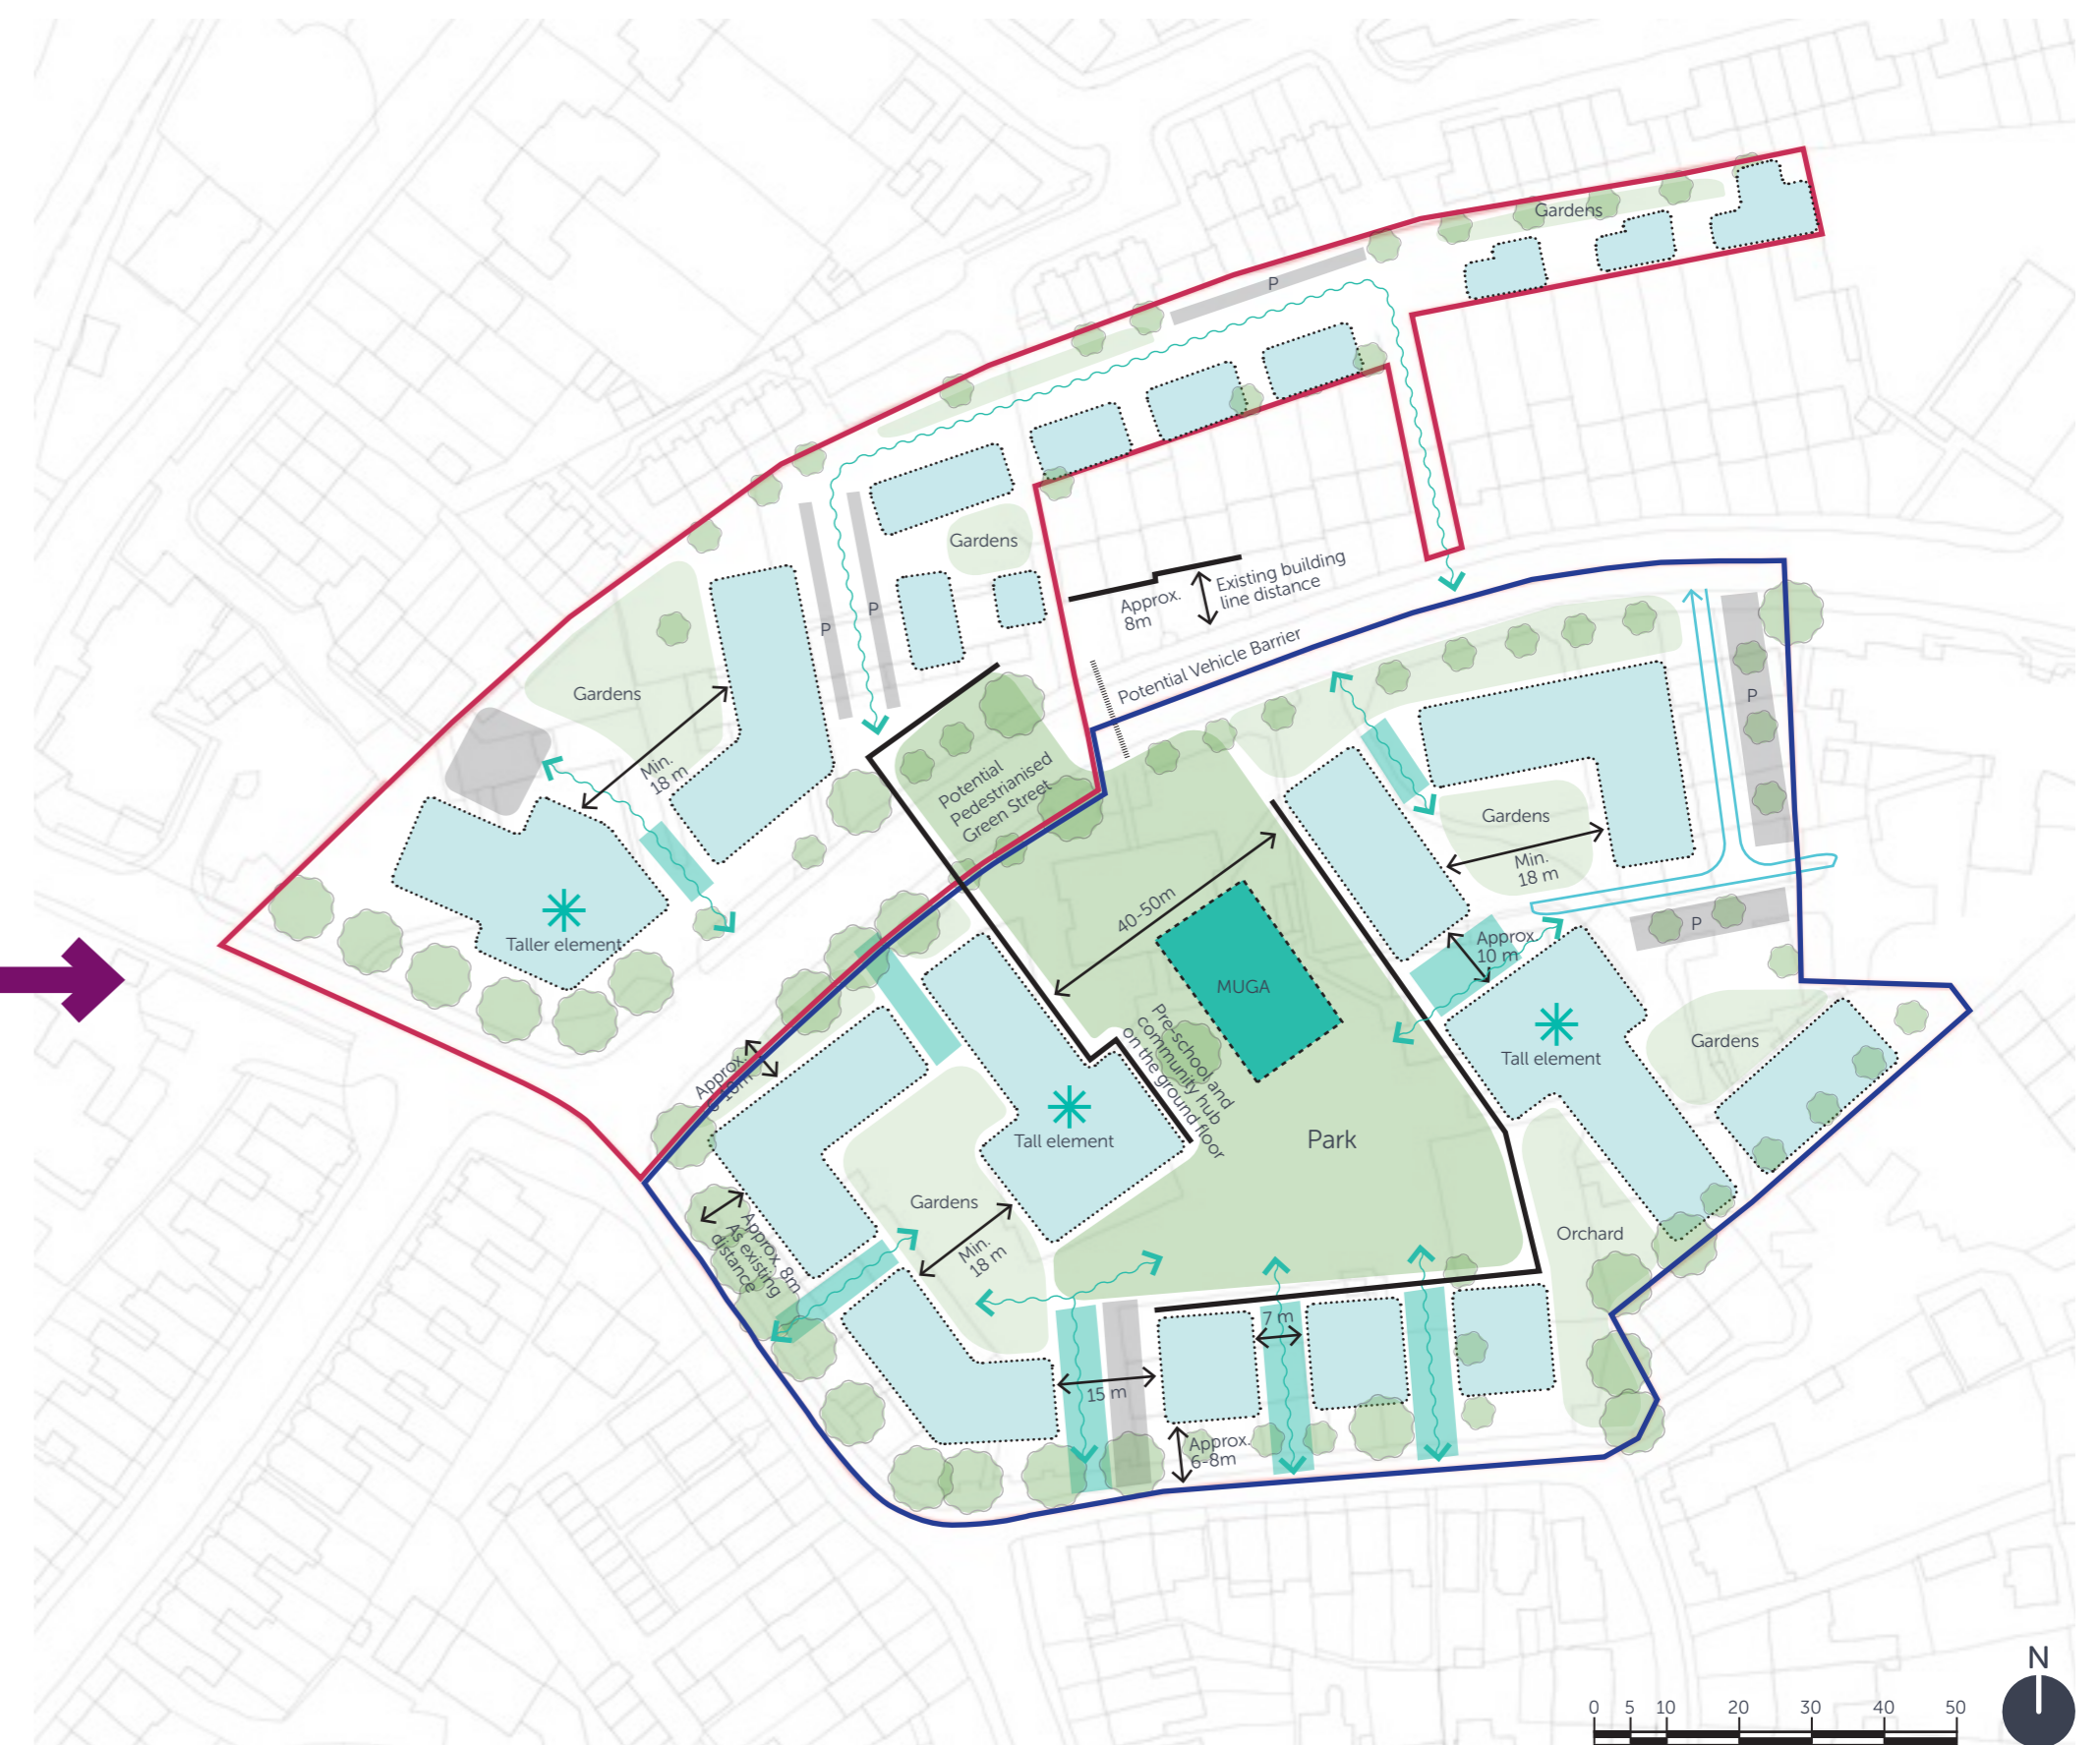 Gardens
P
Gardens
P
P
Existing building
line distance
Approx.
8m
Potential Vehicle Barrier
Gardens
Min.
18 m
Potential
Pedestrianised
Green Street
P
Gardens
Min.
18 m
40-50m
Taller element
Approx.
10 m
P
MUGA
Pre-school and
community hub
on the ground floor
Tall element
Gardens
Approx.
Tall element
Park
Gardens
Min.
18 m
Approx. 8m
As existing
distance
Orchard
7 m
15 m
Approx.
6-8m
N
0 5 10 20 30 40 50